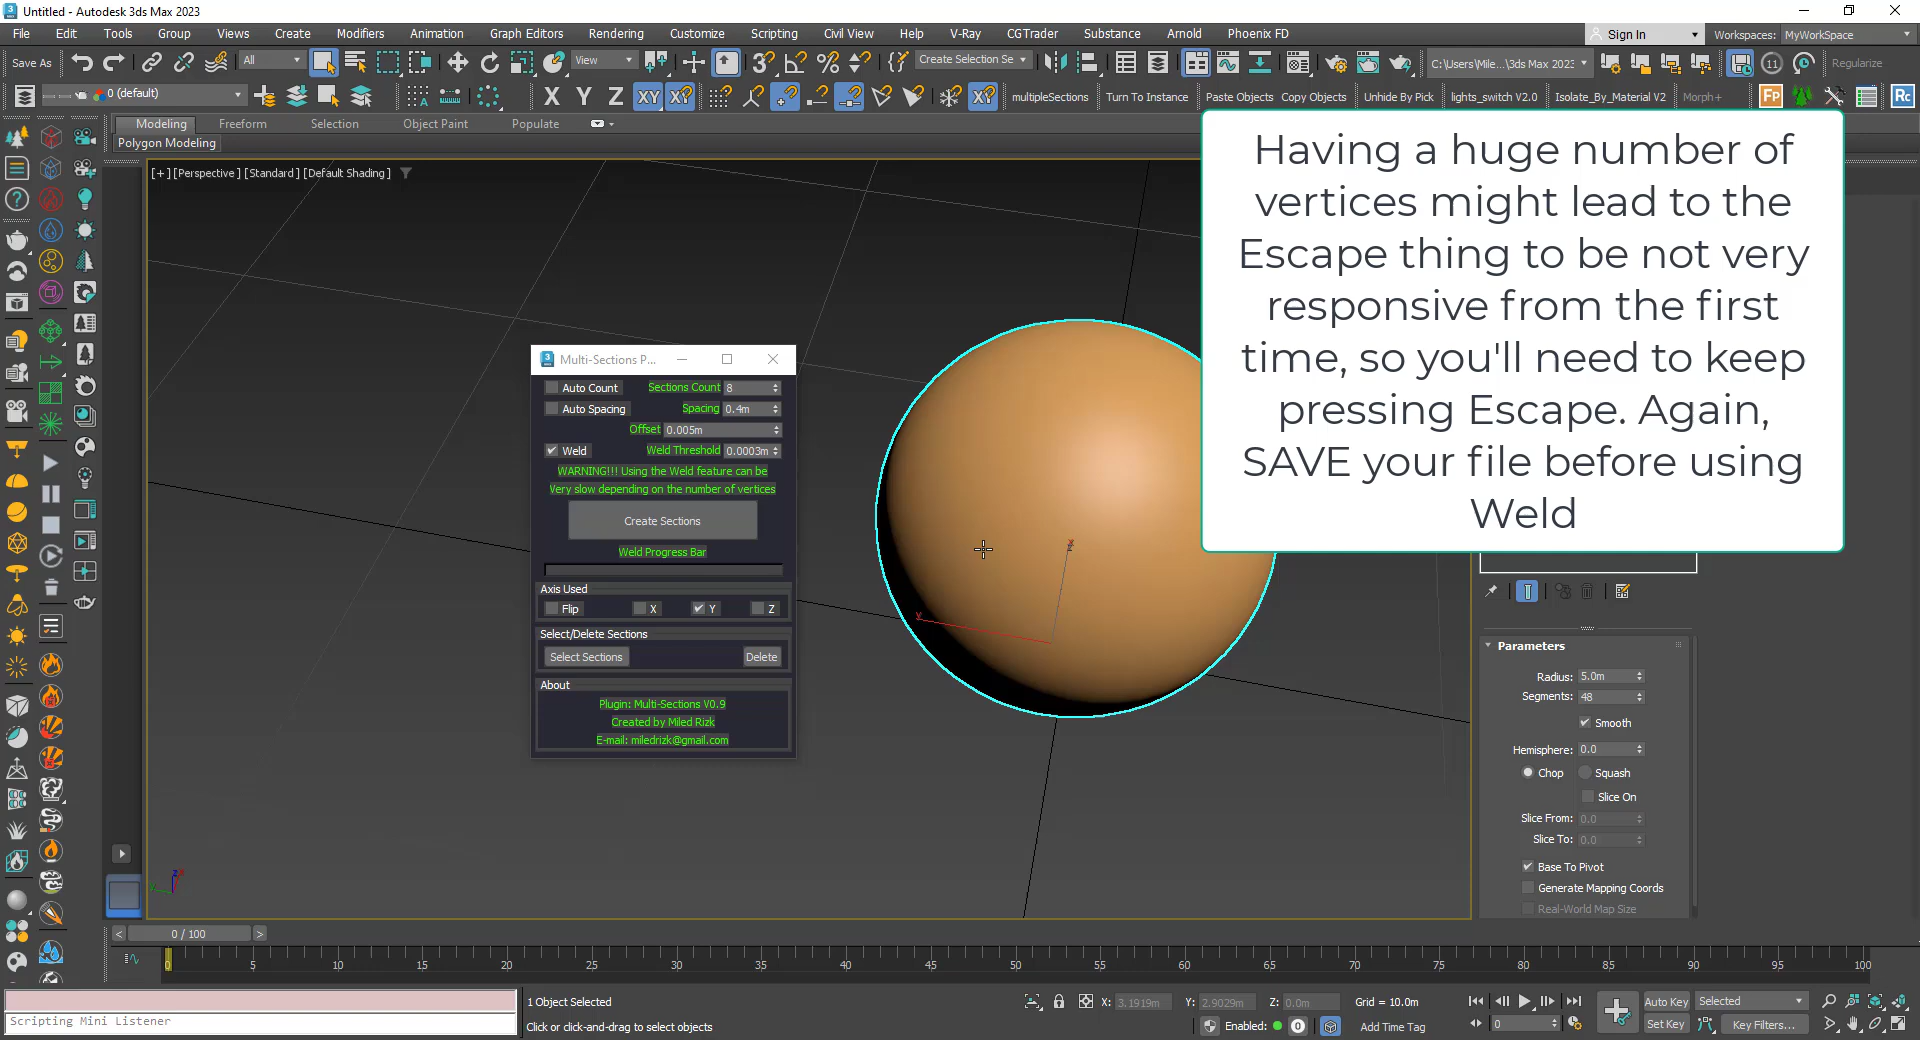 Untitled - Autodesk 3ds Max 2023
File Edit Tools Group Views Create Modifiers Animation Graph Editors Rendering Customize Scripting Civil View Help V-Ray CGTrader Substance Arnold Phoenix FD Sign In Workspaces: MyWorkSpace
Save As All View Create Selection Se C:\Users\Mile...\3ds Max 2023 11 Regularize
0 (default) X Y Z XY XY XY multipleSections Turn To Instance Paste Objects Copy Objects Unhide By Pick lights_switch V2.0 Isolate_By_Material V2 Morph+ Fp Rc
Modeling Freeform Selection Object Paint Populate
Polygon Modeling
[+] [Perspective ] [Standard ] [Default Shading ]
Having a huge number of
vertices might lead to the
Escape thing to be not very
responsive from the first
time, so you'll need to keep
pressing Escape. Again,
SAVE your file before using
Weld
Multi-Sections P...
Auto Count Sections Count 8
Auto Spacing Spacing 0.4m
Offset 0.005m
Weld Weld Threshold 0.0003m
WARNING!!! Using the Weld feature can be
Very slow depending on the number of vertices
Create Sections
Weld Progress Bar
Axis Used
Flip X Y Z
Select/Delete Sections
Select Sections Delete
About
Plugin: Multi-Sections V0.9
Created by Miled Rizk
E-mail: miledrizk@gmail.com
Parameters
Radius: 5.0m
Segments: 48
Smooth
Hemisphere: 0.0
Chop Squash
Slice On
Slice From: 0.0
Slice To: 0.0
Base To Pivot
Generate Mapping Coords
Real-World Map Size
< 0 / 100 >
0 5 10 15 20 25 30 35 40 45 50 55 60 65 70 75 80 85 90 95 100
1 Object Selected X: 3.1919m Y: 2.9029m Z: 0.0m Grid = 10.0m Auto Key Selected
Scripting Mini Listener
Click or click-and-drag to select objects Enabled: 0 Add Time Tag 0 Set Key Key Filters...